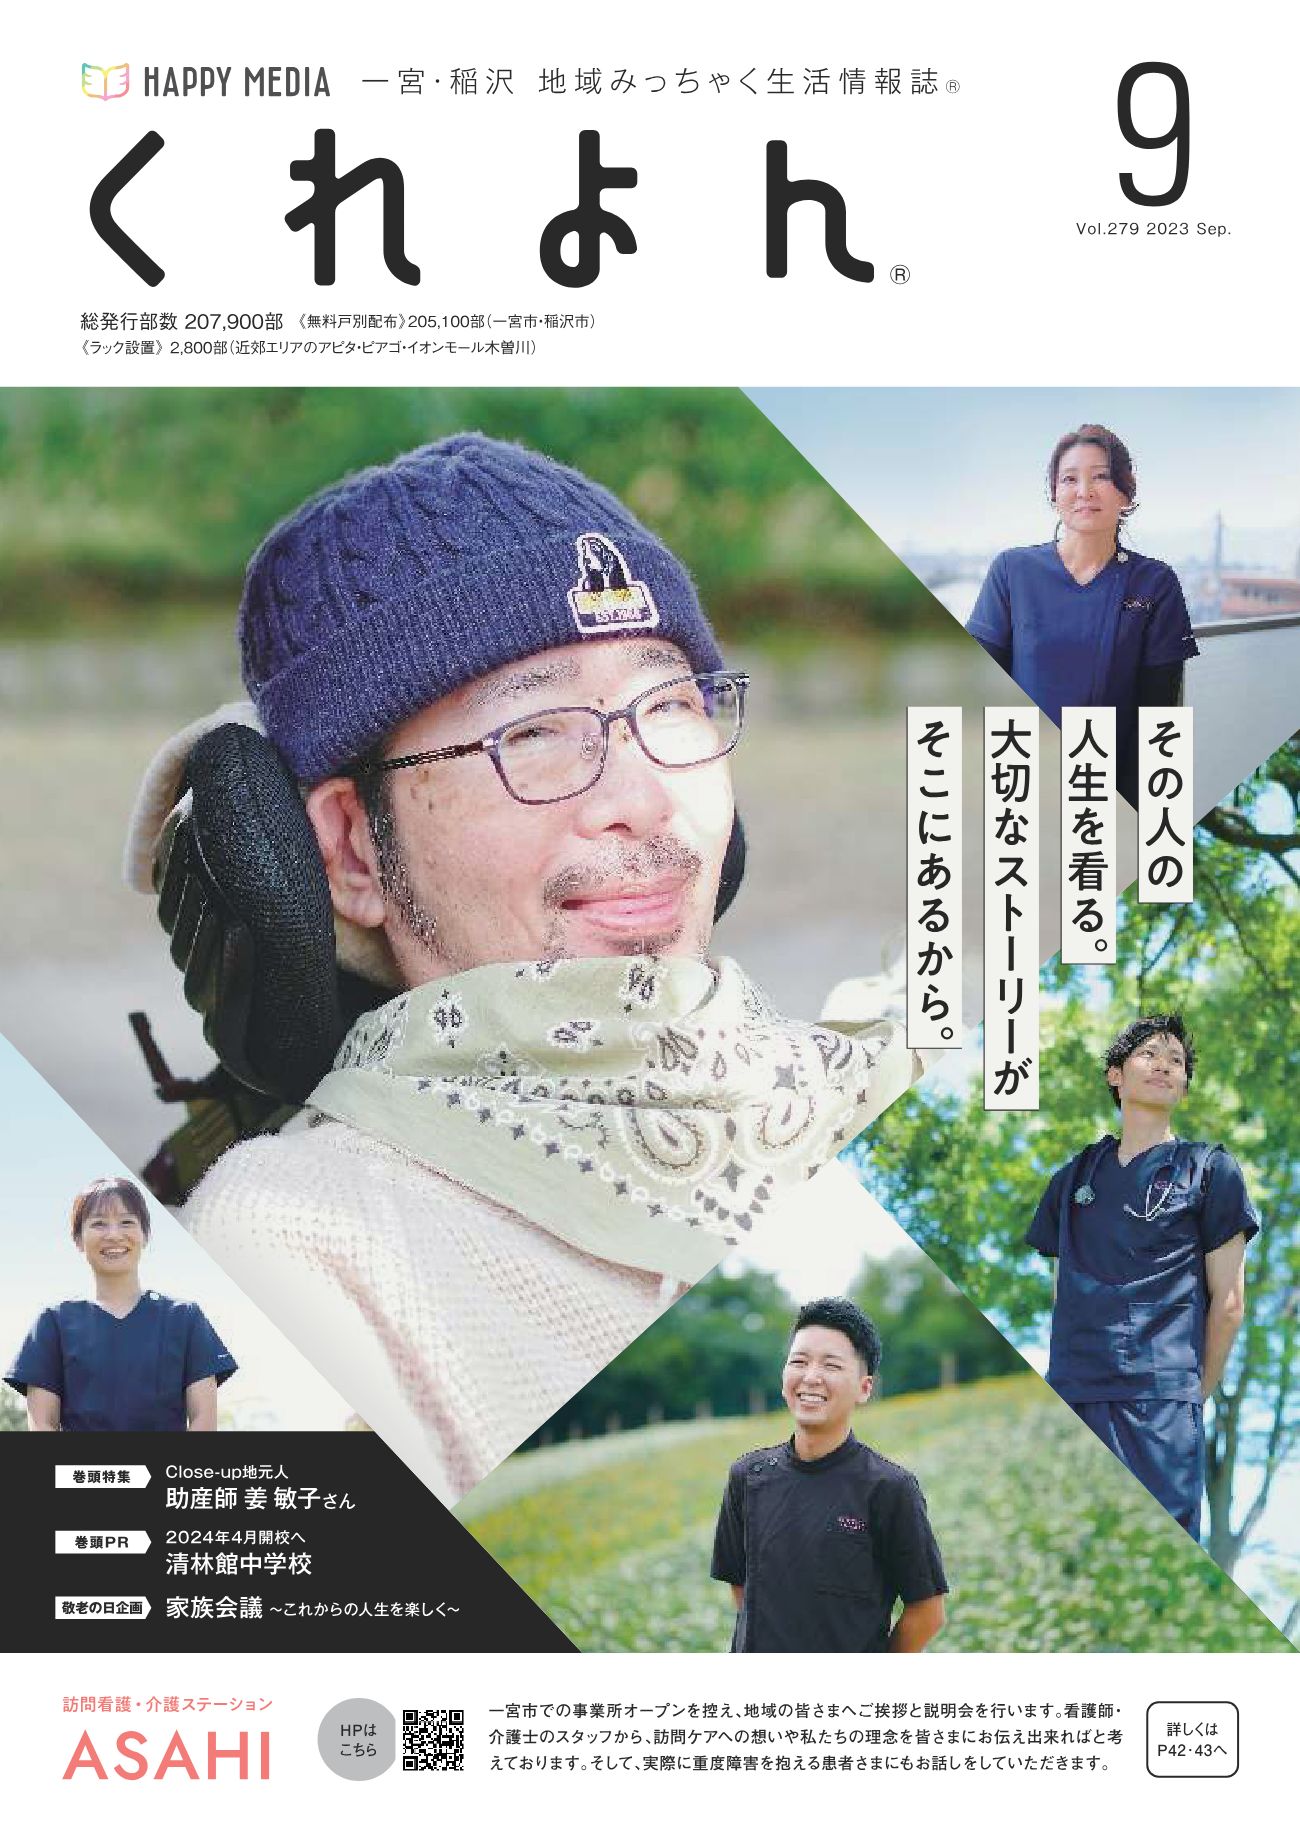 HAPPY MEDIA 一宮・稲沢 地域みっちゃく生活情報誌®
くれよん®
9
Vol.279 2023 Sep.
総発行部数 207,900部 《無料戸別配布》205,100部(一宮市・稲沢市)
《ラック設置》2,800部(近郊エリアのアピタ・ピアゴ・イオンモール木曽川)
EST.1968
その人の
人生を看る。
大切なストーリーが
そこにあるから。
巻頭特集
Close-up地元人
助産師 姜 敏子さん
巻頭PR
2024年4月開校へ
清林館中学校
敬老の日企画
家族会議 ~これからの人生を楽しく~
訪問看護・介護ステーション
ASAHI
HPは
こちら
一宮市での事業所オープンを控え、地域の皆さまへご挨拶と説明会を行います。看護師・
介護士のスタッフから、訪問ケアへの想いや私たちの理念を皆さまにお伝え出来ればと考
えております。そして、実際に重度障害を抱える患者さまにもお話しをしていただきます。
詳しくは
P42・43へ